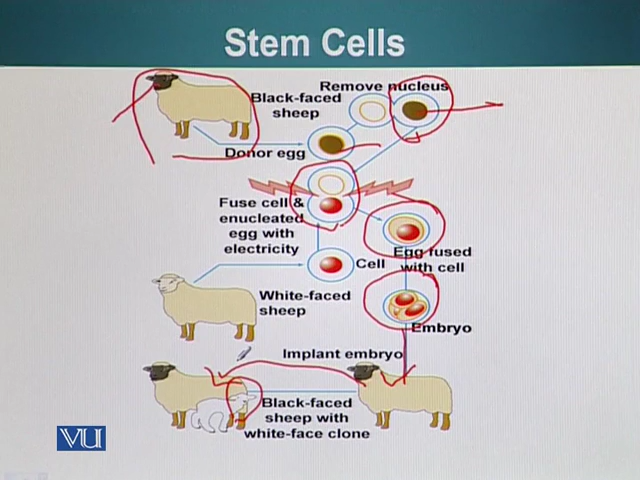 Stem Cells
Remove nucleus
Black-faced
sheep
Donor egg
Fuse cell &
enucleated
egg with
electricity
Egg fused
with cell
Cell
White-faced
sheep
Embryo
Implant embryo
Black-faced
sheep with
white-face clone
VU